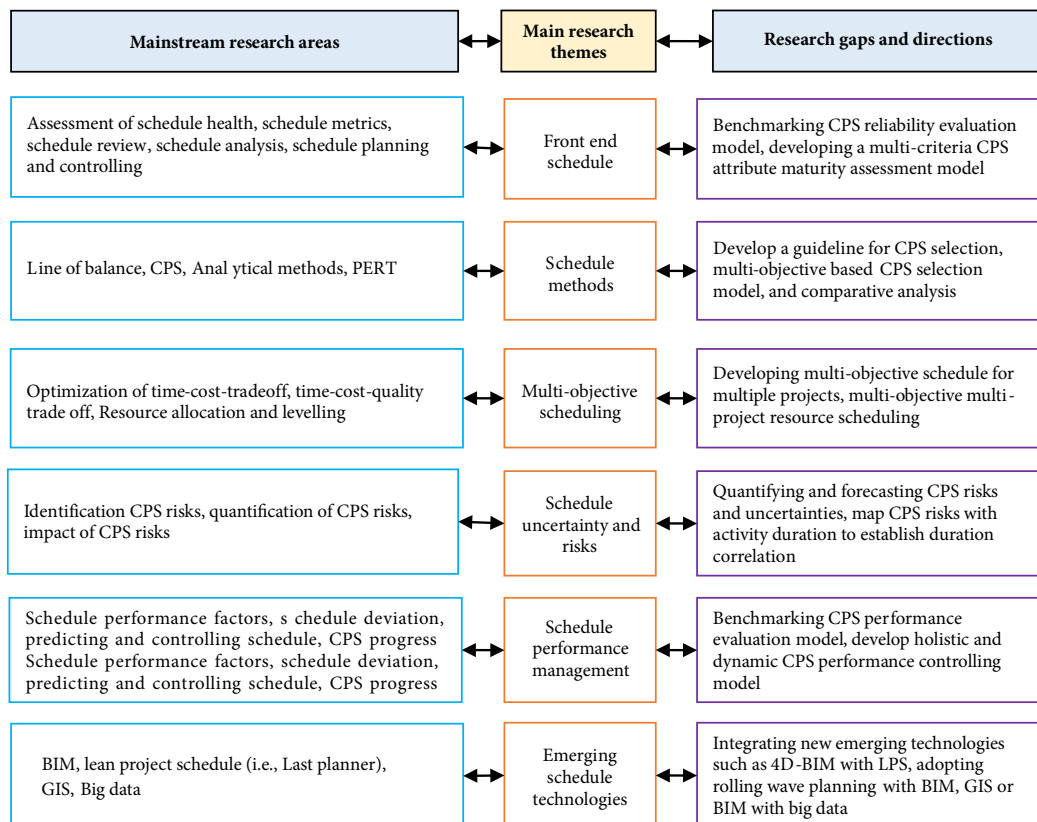 Mainstream research areas
Main research
themes
Research gaps and directions
Assessment of schedule health, schedule metrics,
schedule review, schedule analysis, schedule planning
and controlling
Front end
schedule
Benchmarking CPS reliability evaluation
model, developing a multi-criteria CPS
attribute maturity assessment model
Line of balance, CPS, Anal ytical methods, PERT
Schedule
methods
Develop a guideline for CPS selection,
multi-objective based CPS selection
model, and comparative analysis
Optimization of time-cost-tradeoff, time-cost-quality
trade off, Resource allocation and levelling
Multi-objective
scheduling
Developing multi-objective schedule for
multiple projects, multi-objective multi-
project resource scheduling
Identification CPS risks, quantification of CPS risks,
impact of CPS risks
Schedule
uncertainty and
risks
Quantifying and forecasting CPS risks
and uncertainties, map CPS risks with
activity duration to establish duration
correlation
Schedule performance factors, s chedule deviation,
predicting and controlling schedule, CPS progress
Schedule performance factors, schedule deviation,
predicting and controlling schedule, CPS progress
Schedule
performance
management
Benchmarking CPS performance
evaluation model, develop holistic and
dynamic CPS performance controlling
model
BIM, lean project schedule (i.e., Last planner),
GIS, Big data
Emerging
schedule
technologies
Integrating new emerging technologies
such as 4D-BIM with LPS, adopting
rolling wave planning with BIM, GIS or
BIM with big data